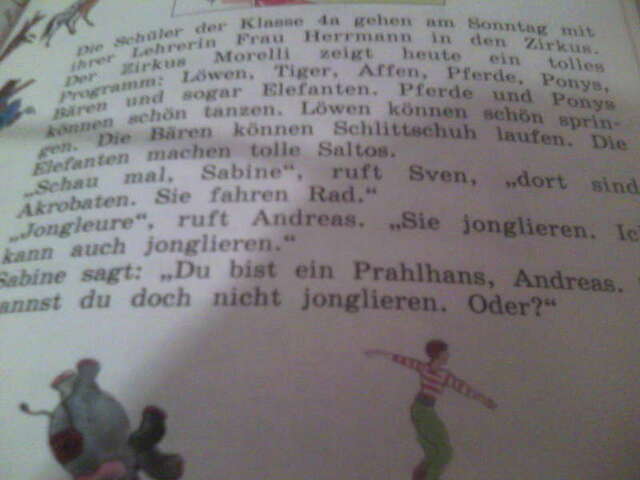 Die Schüler der Klasse 4a gehen am Sonntag mit
ihrer Lehrerin Frau Herrmann in den Zirkus.
Der Zirkus Morelli zeigt heute ein tolles
Programm: Löwen, Tiger, Affen, Pferde, Ponys,
Bären und sogar Elefanten. Pferde und Ponys
können schön tanzen. Löwen können schön sprin-
gen. Die Bären können Schlittschuh laufen. Die
Elefanten machen tolle Saltos.
„Schau mal, Sabine“, ruft Sven, „dort sind
Akrobaten. Sie fahren Rad.“
„Jongleure“, ruft Andreas. „Sie jonglieren. Ic
kann auch jonglieren.“
Sabine sagt: „Du bist ein Prahlhans, Andreas.
annst du doch nicht jonglieren. Oder?“